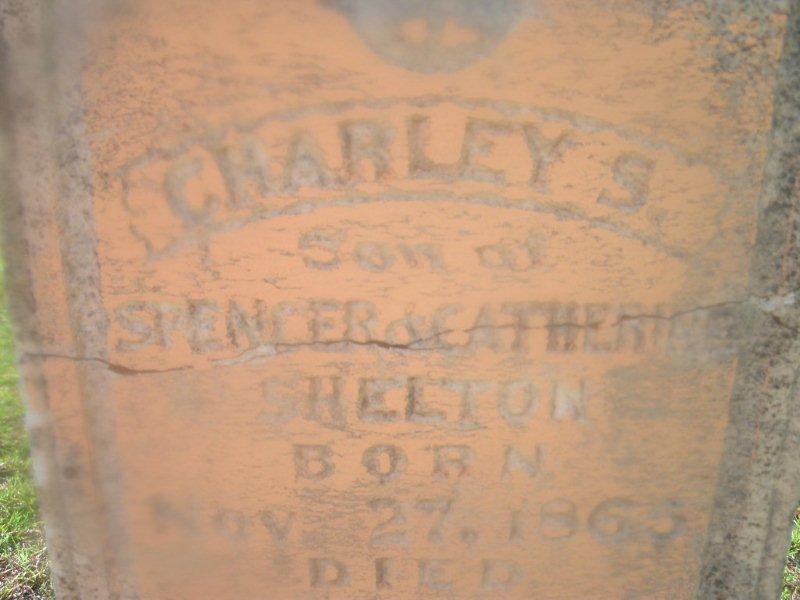 CHARLEY S.
Son of
SPENCER & CATHERINE
SHELTON
BORN
Nov. 27, 1865
DIED